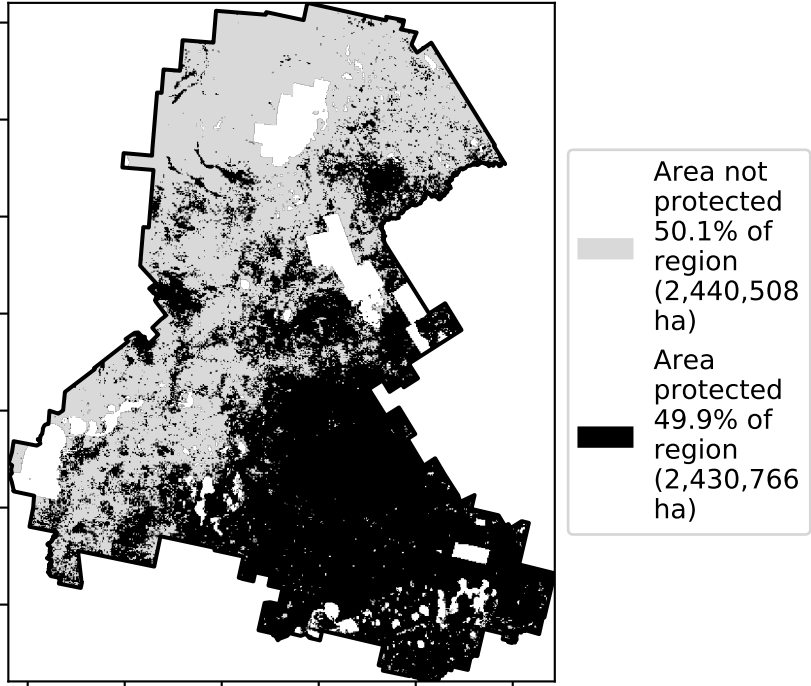 Area not
protected
50.1% of
region
(2,440,508
ha)
Area
protected
49.9% of
region
(2,430,766
ha)